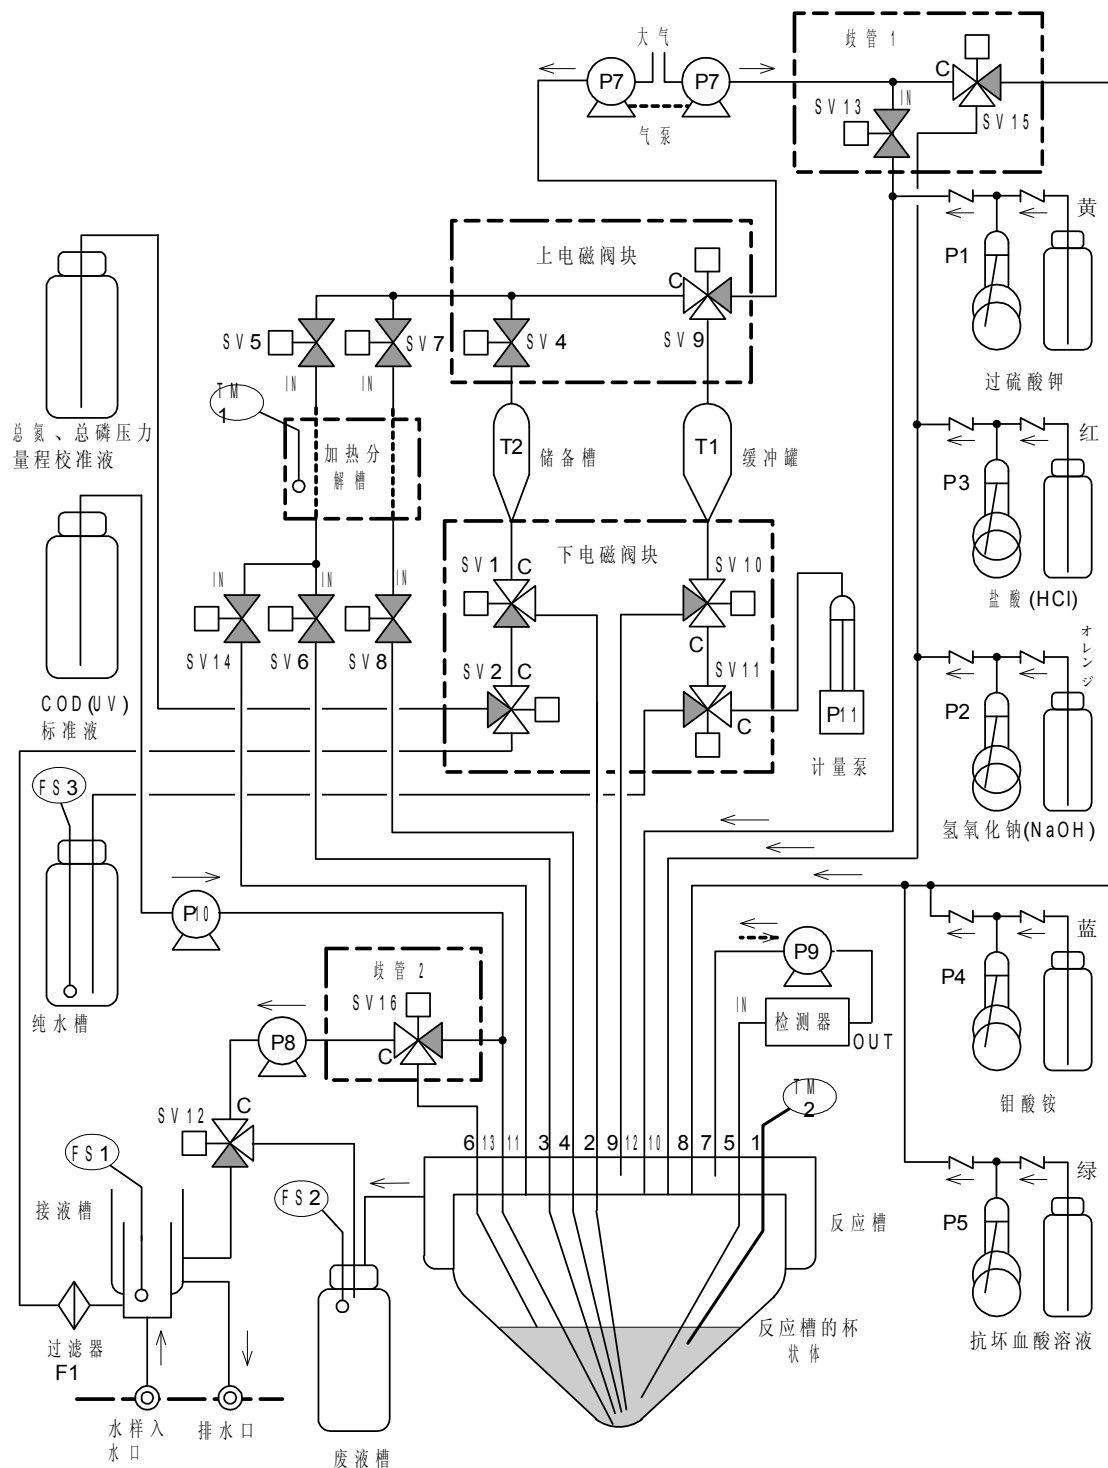 大气
歧管 1
P7
P7
C
IN
SV13
SV15
气泵
黄
P1
过硫酸钾
上电磁阀块
C
SV5
SV7
SV4
SV9
IN
IN
TM
1
总氮、总磷压力
量程校准液
加热分
解槽
T2
储备槽
T1
缓冲罐
红
P3
盐酸(HCl)
下电磁阀块
SV1
C
SV10
C
IN
IN
IN
SV14
SV6
SV8
SV2
C
SV11
C
P11
计量泵
COD(UV)
标准液
オレンジ
P2
氢氧化钠(NaOH)
FS3
P10
纯水槽
歧管 2
SV16
C
P8
P9
IN
检测器
OUT
蓝
P4
钼酸铵
TM
2
SV12
C
6 13 11 3 4 2 9 12 10 8 7 5 1
FS1
FS2
接液槽
反应槽
绿
P5
抗坏血酸溶液
过滤器
F1
反应槽的杯
状体
水样入
水口
排水口
废液槽